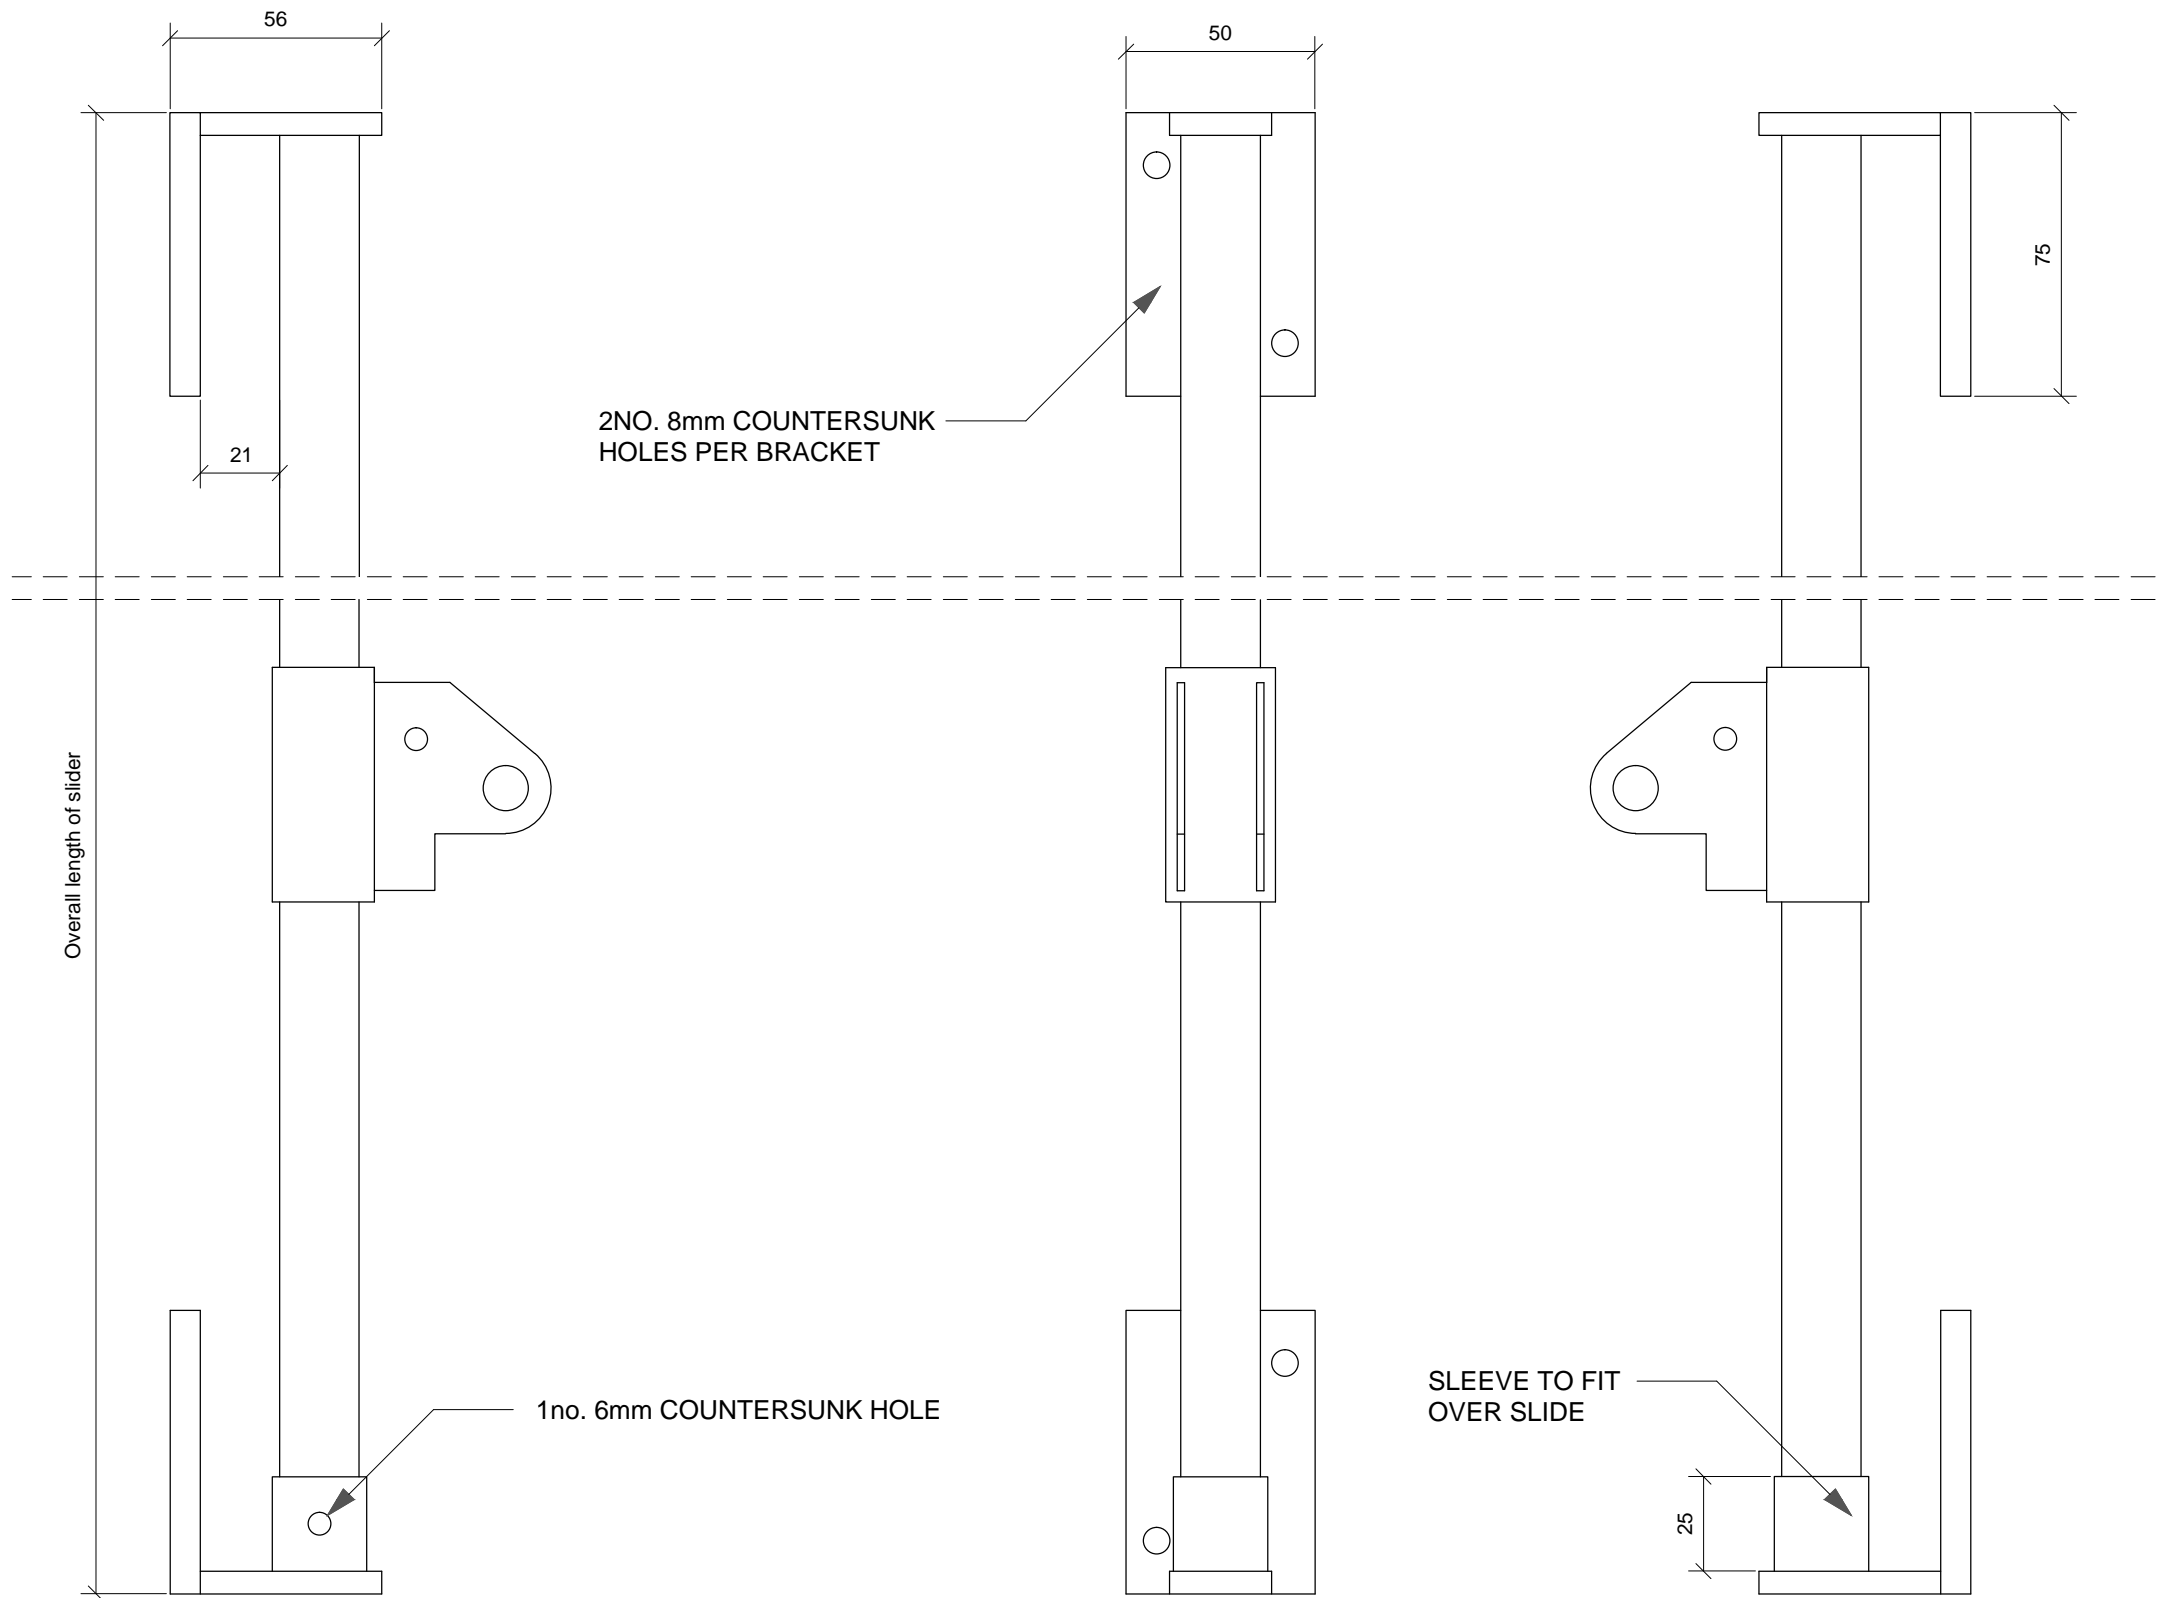 56
50
75
2NO. 8mm COUNTERSUNK
HOLES PER BRACKET
21
Overall length of slider
1no. 6mm COUNTERSUNK HOLE
SLEEVE TO FIT
OVER SLIDE
25